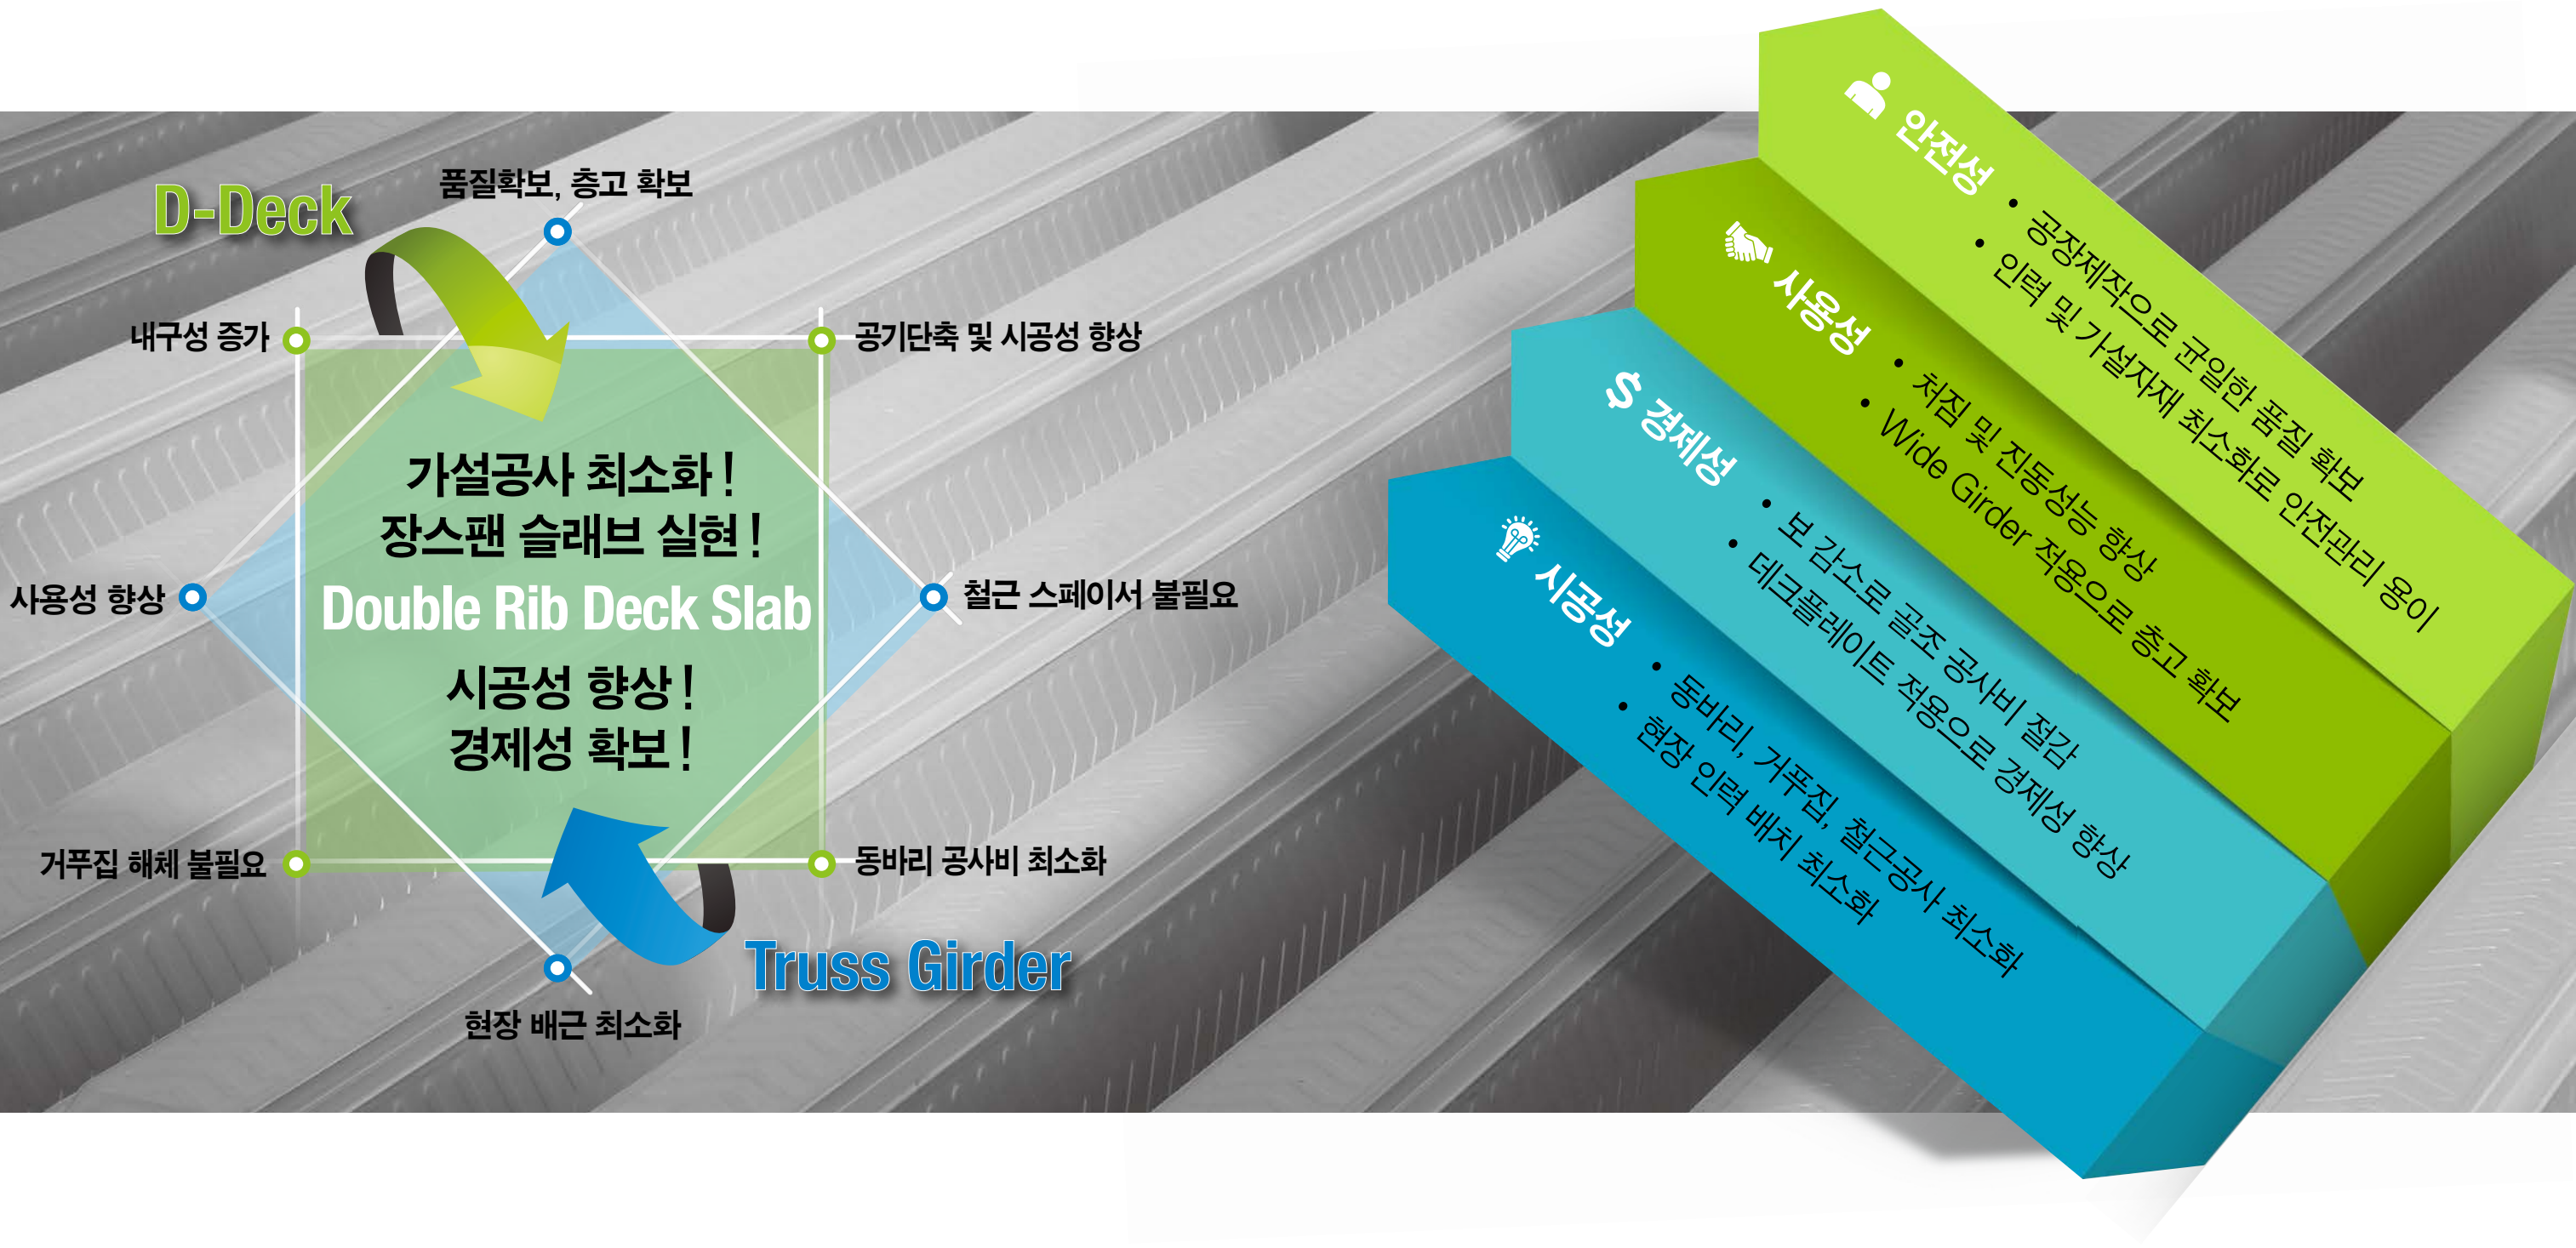 D-Deck
품질확보, 층고 확보
내구성 증가
공기단축 및 시공성 향상
가설공사 최소화!
장스팬 슬래브 실현!
사용성 향상
Double Rib Deck Slab
철근 스페이서 불필요
시공성 향상!
경제성 확보!
거푸집 해체 불필요
동바리 공사비 최소화
Truss Girder
현장 배근 최소화
안전성
• 공장제작으로 균일한 품질 확보
• 인력 및 가설자재 최소화로 안전관리 용이
사용성
• 처짐 및 진동성능 향상
• Wide Girder 적용으로 층고 확보
$ 경제성
• 보 감소로 골조 공사비 절감
• 데크플레이트 적용으로 경제성 향상
시공성
• 동바리, 거푸집, 철근공사 최소화
• 현장 인력 배치 최소화